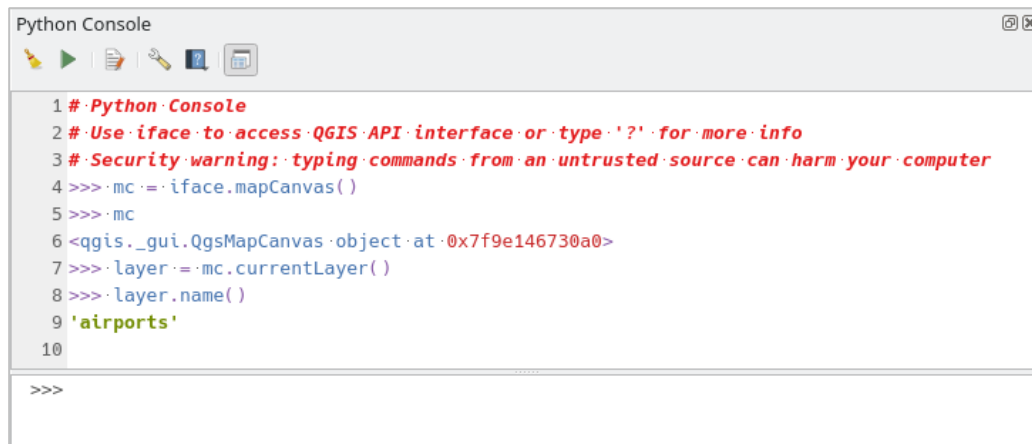 Python Console
1 # Python Console
2 # Use iface to access QGIS API interface or type '?' for more info
3 # Security warning: typing commands from an untrusted source can harm your computer
4 >>> mc = iface.mapCanvas()
5 >>> mc
6 <qgis._gui.QgsMapCanvas object at 0x7f9e146730a0>
7 >>> layer = mc.currentLayer()
8 >>> layer.name()
9 'airports'
10
>>>